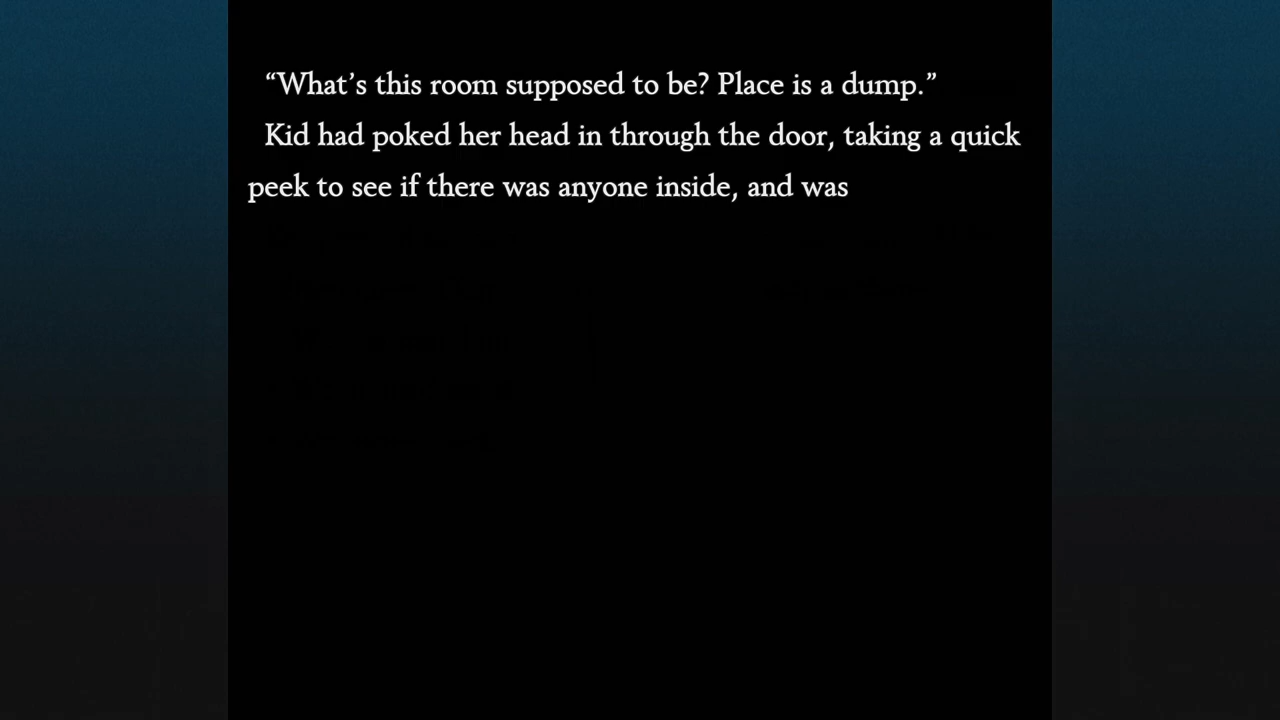 “What’s this room supposed to be? Place is a dump.”
Kid had poked her head in through the door, taking a quick
peek to see if there was anyone inside, and was